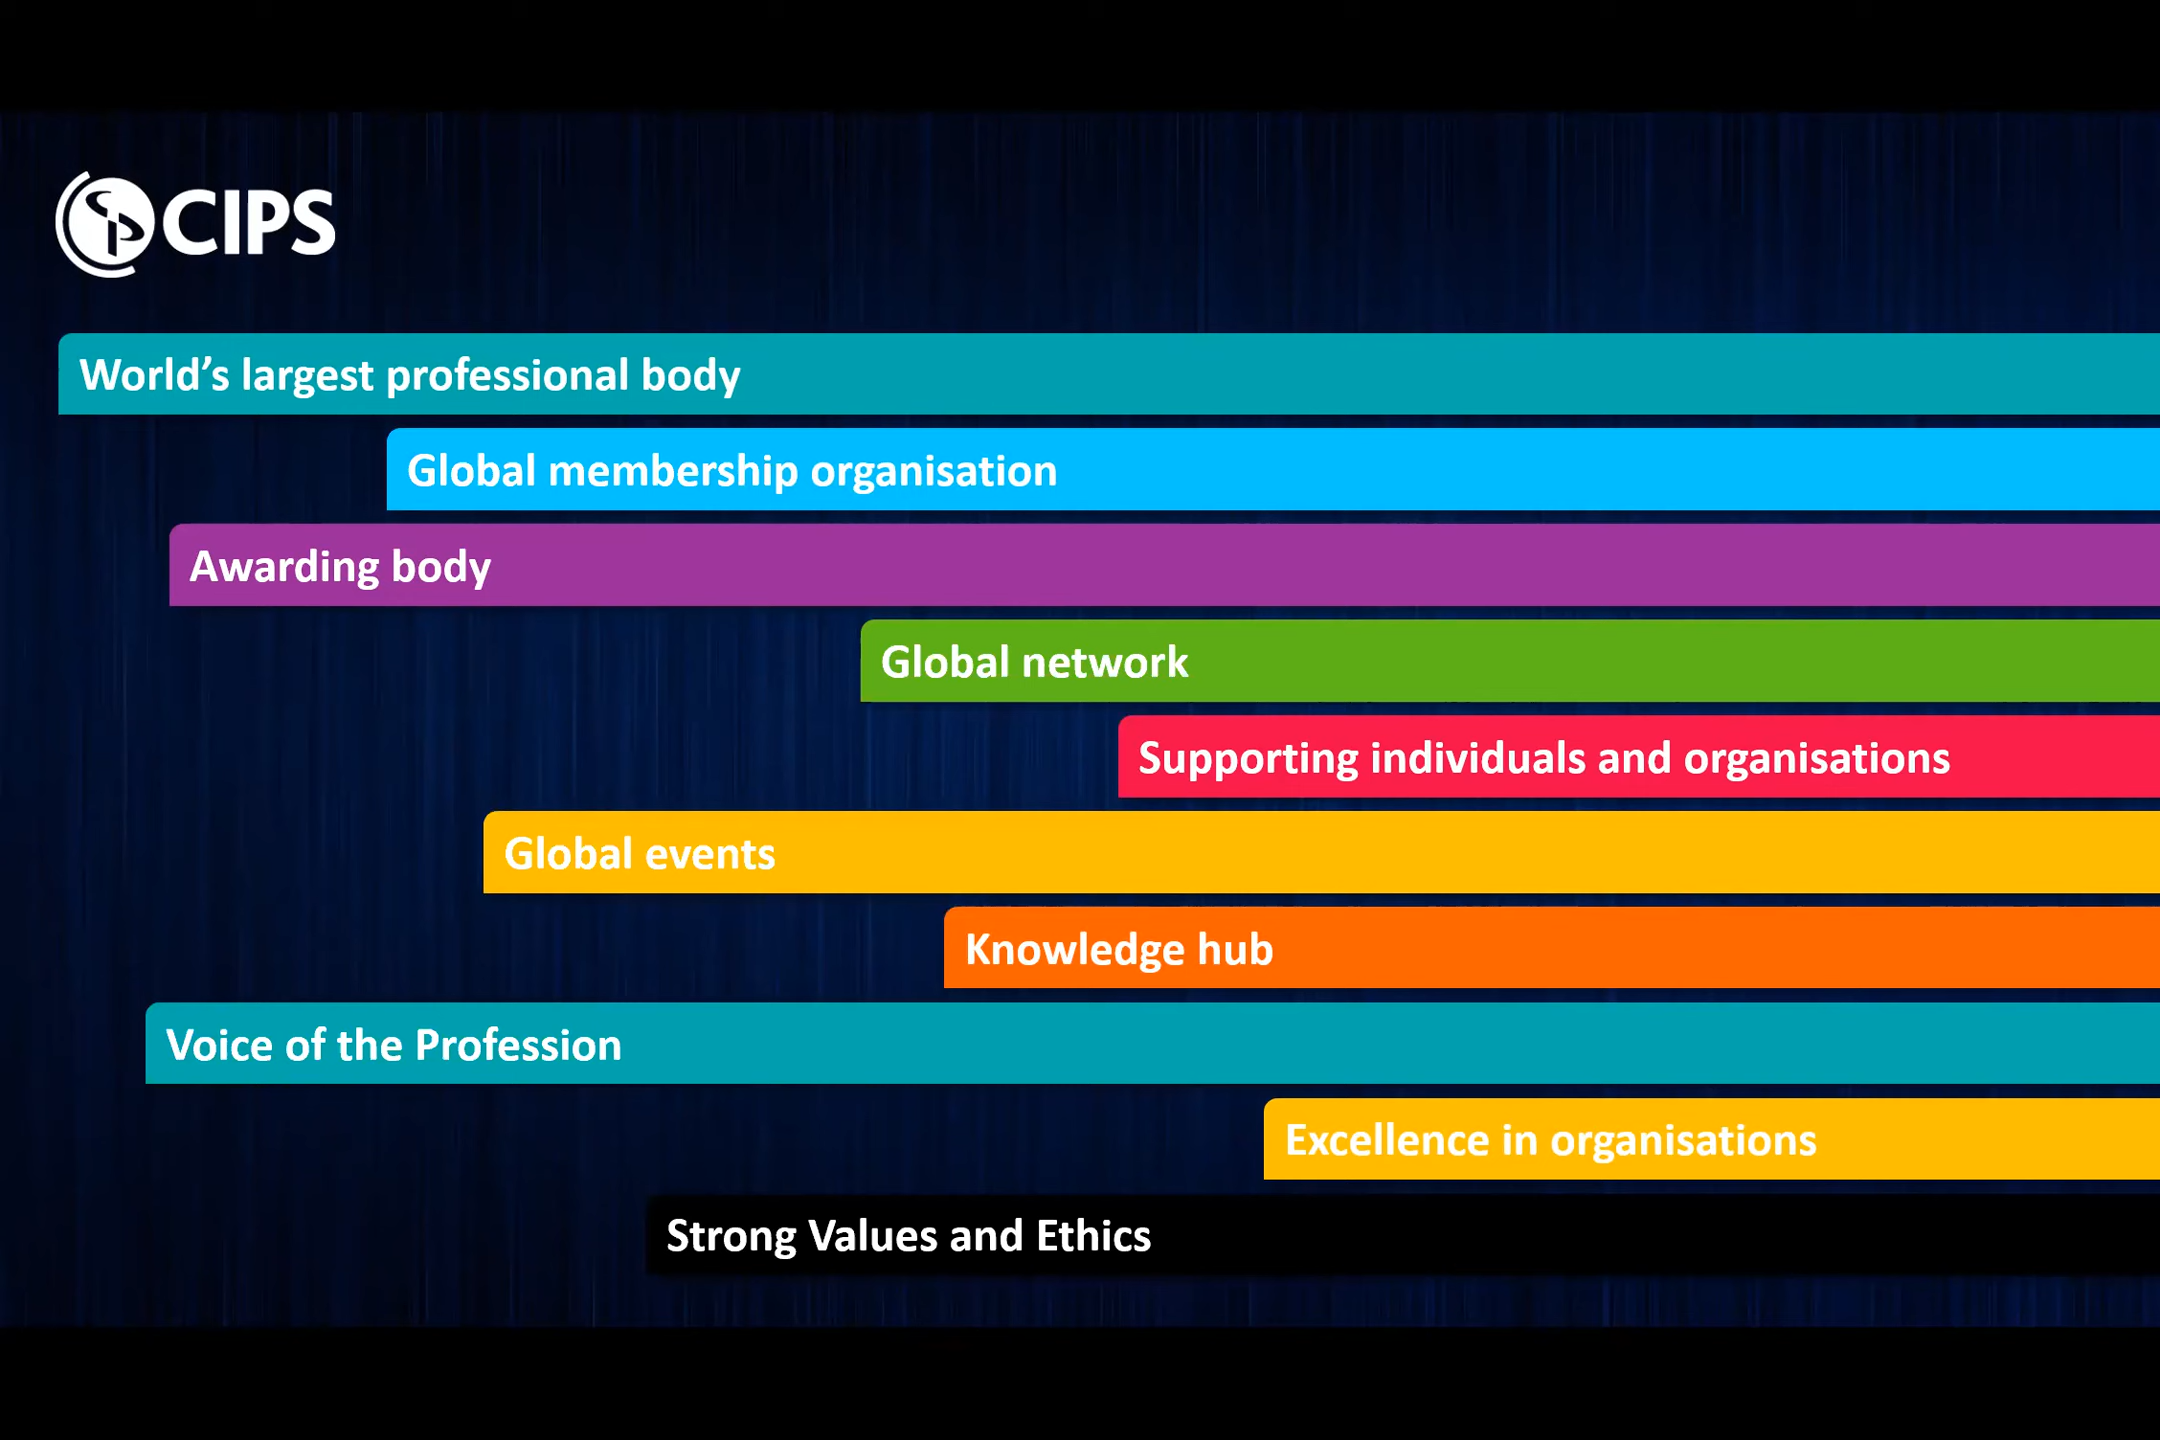 CIPS
World’s largest professional body
Global membership organisation
Awarding body
Global network
Supporting individuals and organisations
Global events
Knowledge hub
Voice of the Profession
Excellence in organisations
Strong Values and Ethics